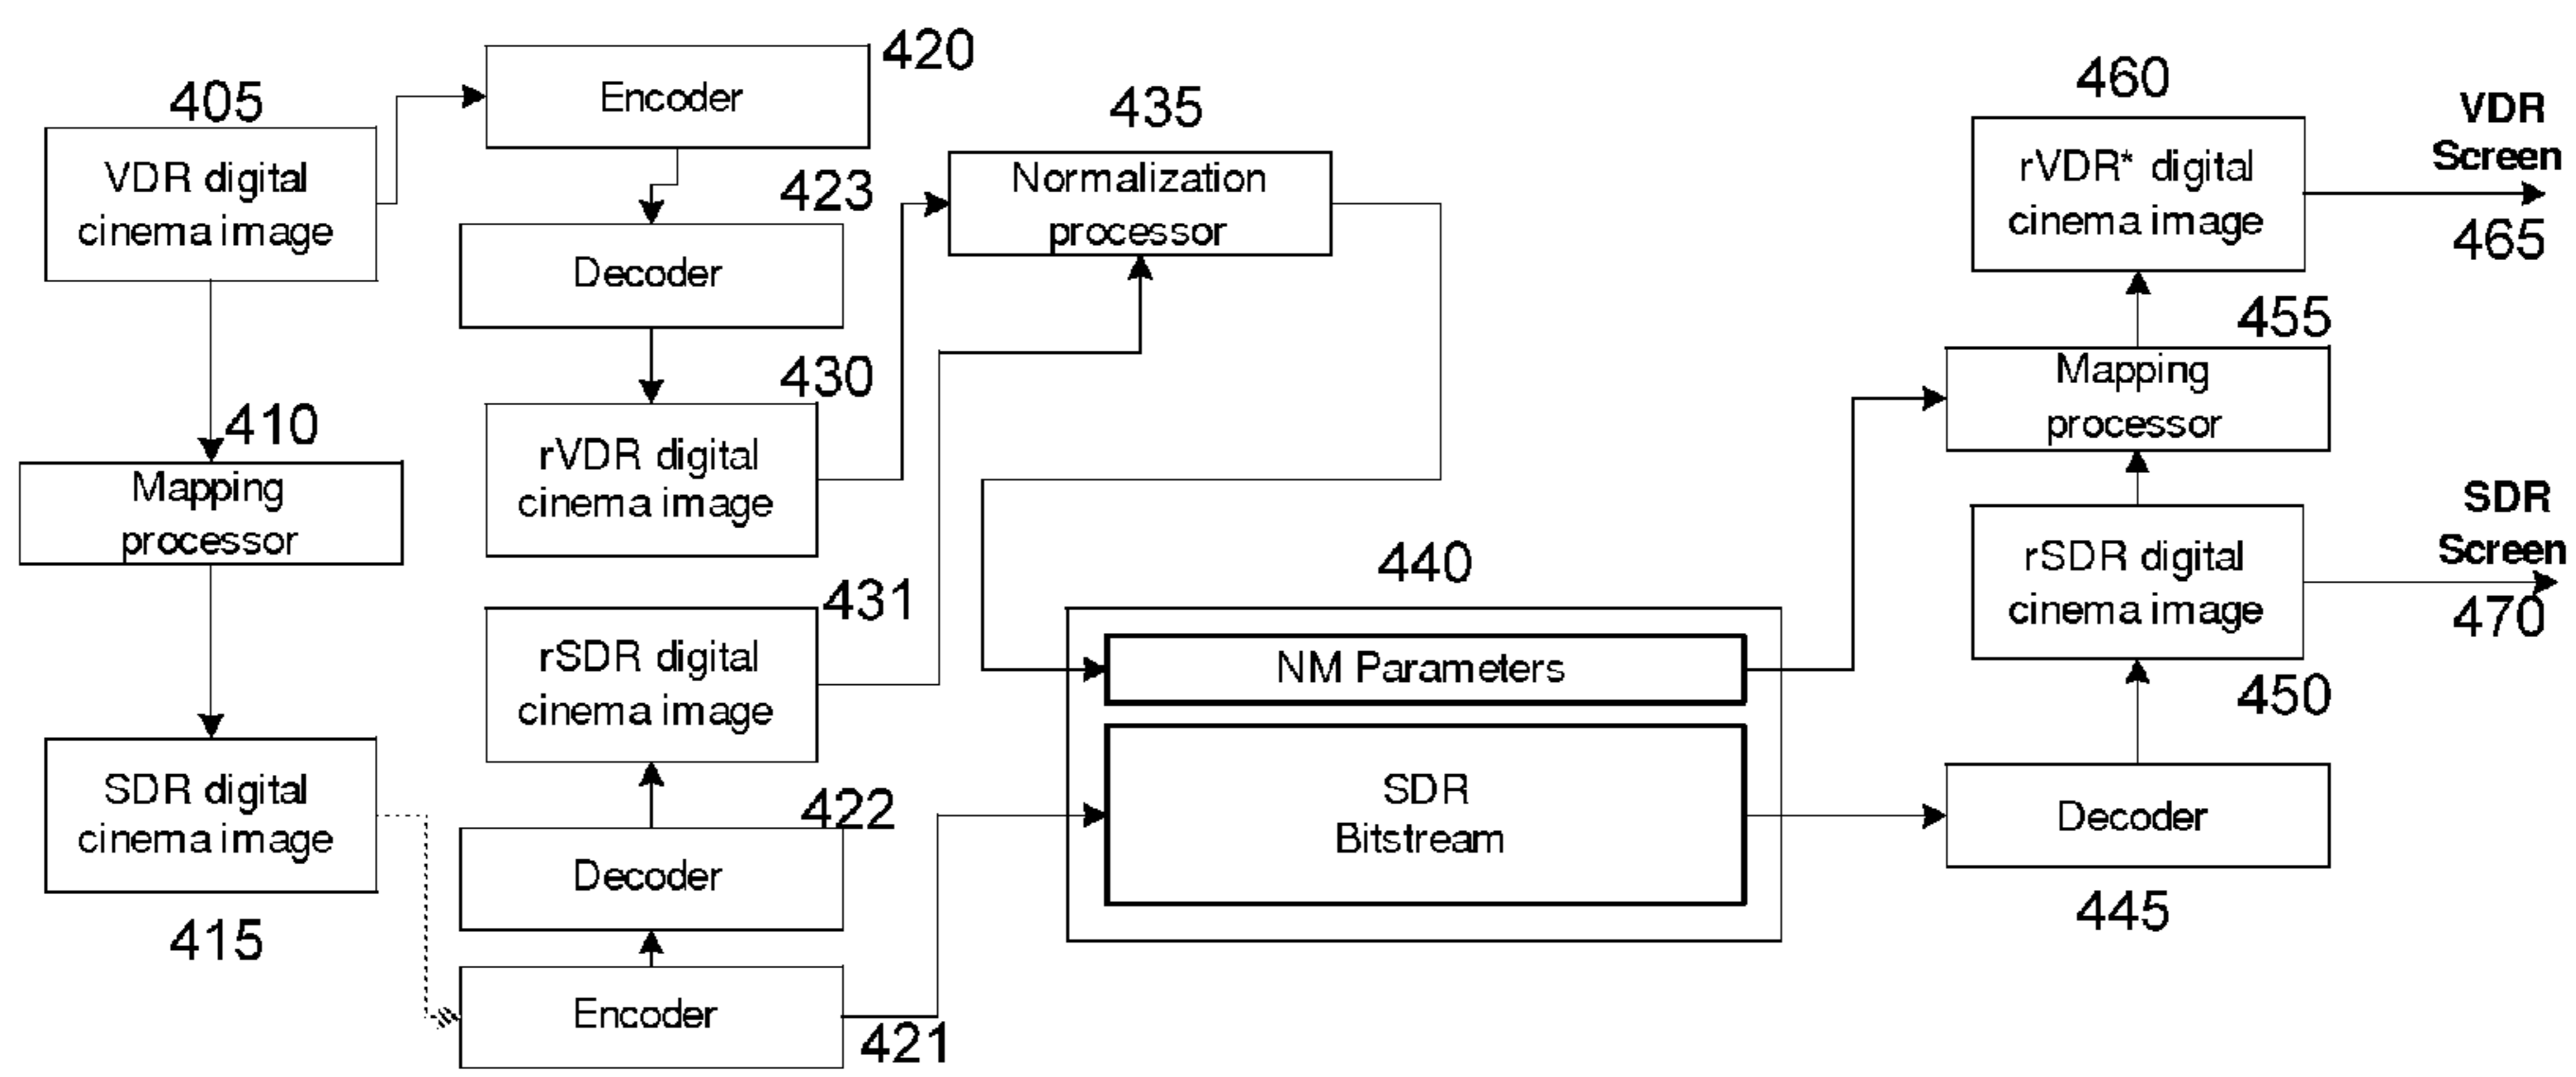 405
VDR digital
cinema image
410
Mapping
processor
SDR digital
cinema image
415
420
Encoder
423
Decoder
430
rVDR digital
cinema image
431
rSDR digital
cinema image
422
Decoder
Encoder
421
435
Normalization
processor
440
NM Parameters
SDR
Bitstream
460
rVDR* digital
cinema image
VDR
Screen
465
455
Mapping
processor
rSDR digital
cinema image
SDR
Screen
470
450
Decoder
445